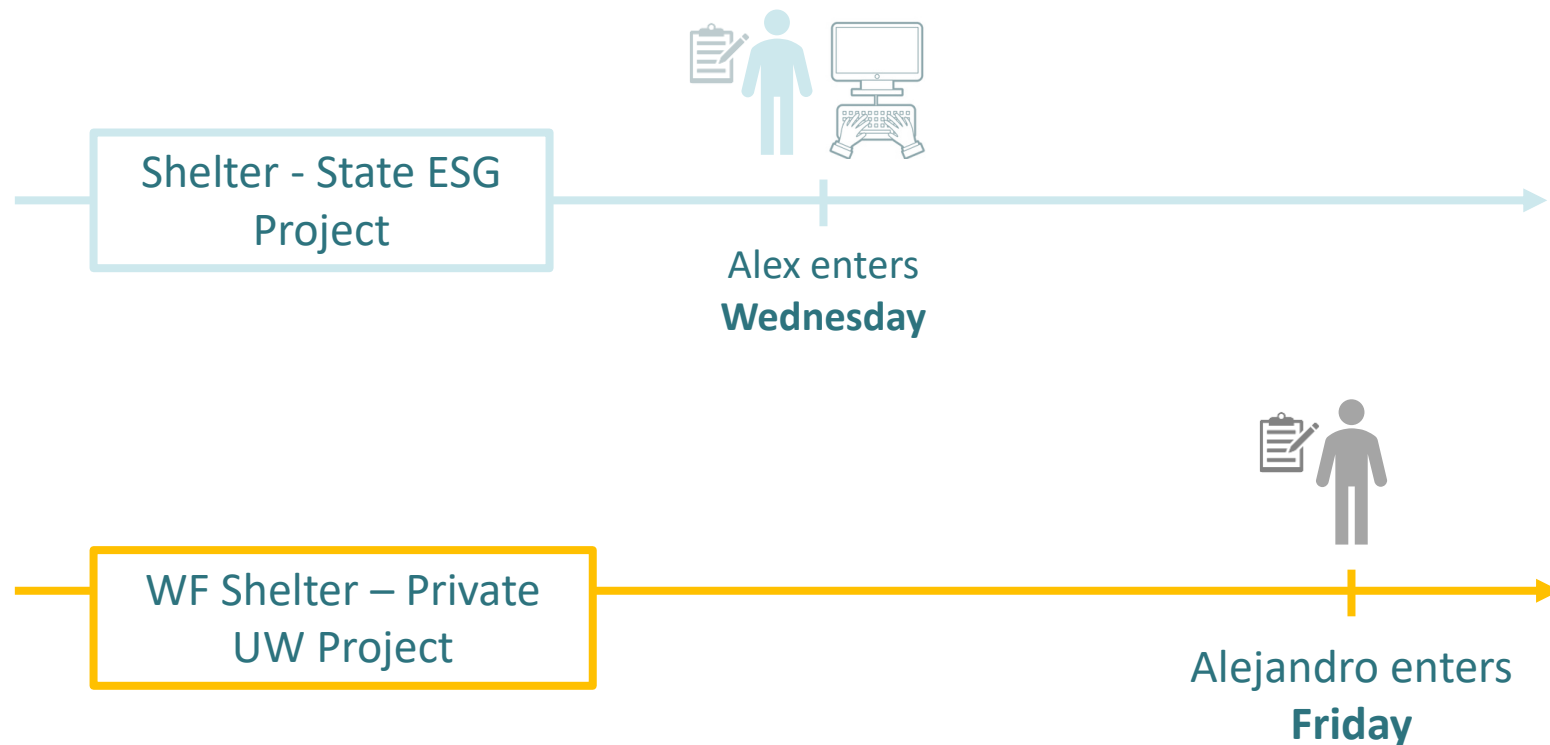 Shelter - State ESG
Project
Alex enters
Wednesday
WF Shelter – Private
UW Project
Alejandro enters
Friday